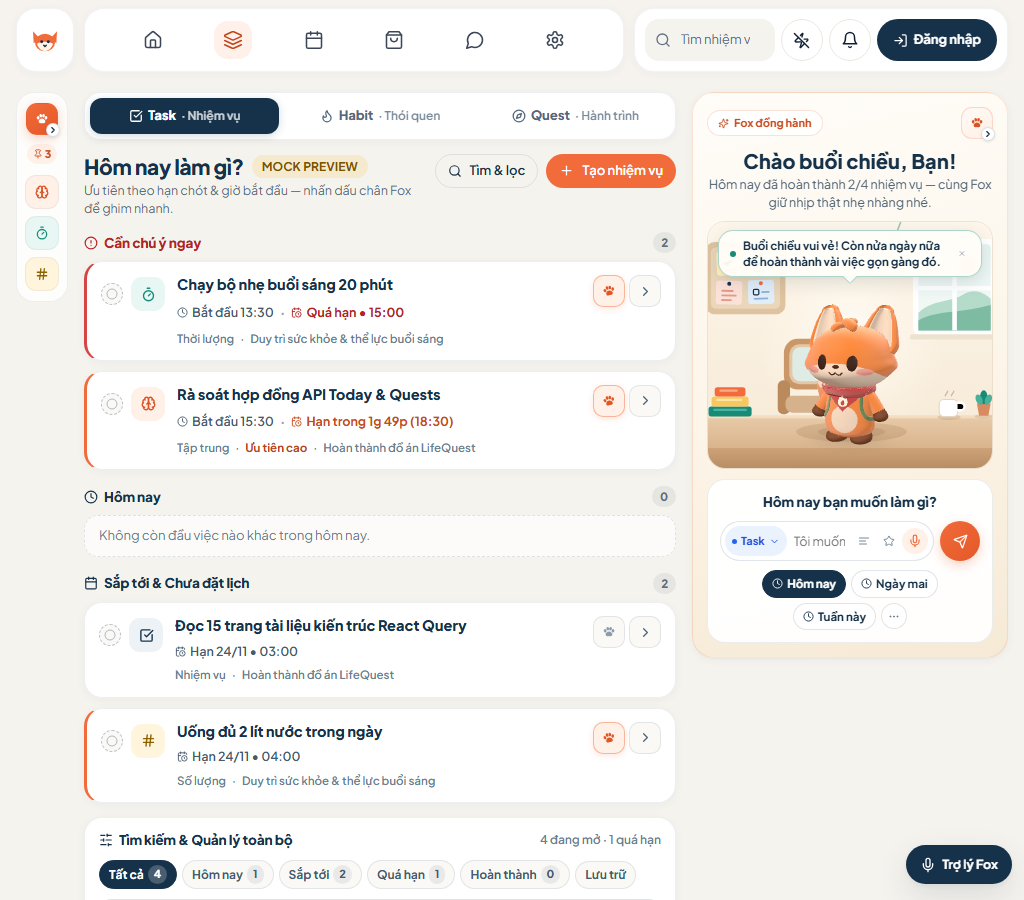 Tìm nhiệm v
Đăng nhập
3
Task · Nhiệm vụ
Habit · Thói quen
Quest · Hành trình
Hôm nay làm gì?
MOCK PREVIEW
Ưu tiên theo hạn chót & giờ bắt đầu — nhấn dấu chân Fox
để ghim nhanh.
Tìm & lọc
Tạo nhiệm vụ
Cần chú ý ngay
2
Chạy bộ nhẹ buổi sáng 20 phút
Bắt đầu 13:30 · Quá hạn • 15:00
Thời lượng · Duy trì sức khỏe & thể lực buổi sáng
Rà soát hợp đồng API Today & Quests
Bắt đầu 15:30 · Hạn trong 1g 49p (18:30)
Tập trung · Ưu tiên cao · Hoàn thành đồ án LifeQuest
Hôm nay
0
Không còn đầu việc nào khác trong hôm nay.
Sắp tới & Chưa đặt lịch
2
Đọc 15 trang tài liệu kiến trúc React Query
Hạn 24/11 • 03:00
Nhiệm vụ · Hoàn thành đồ án LifeQuest
Uống đủ 2 lít nước trong ngày
Hạn 24/11 • 04:00
Số lượng · Duy trì sức khỏe & thể lực buổi sáng
Tìm kiếm & Quản lý toàn bộ
4 đang mở · 1 quá hạn
Tất cả 4
Hôm nay 1
Sắp tới 2
Quá hạn 1
Hoàn thành 0
Lưu trữ
Fox đồng hành
Chào buổi chiều, Bạn!
Hôm nay đã hoàn thành 2/4 nhiệm vụ — cùng Fox
giữ nhịp thật nhẹ nhàng nhé.
Buổi chiều vui vẻ! Còn nửa ngày nữa
để hoàn thành vài việc gọn gàng đó.
Hôm nay bạn muốn làm gì?
Task
Tôi muốn
Hôm nay
Ngày mai
Tuần này
Trợ lý Fox